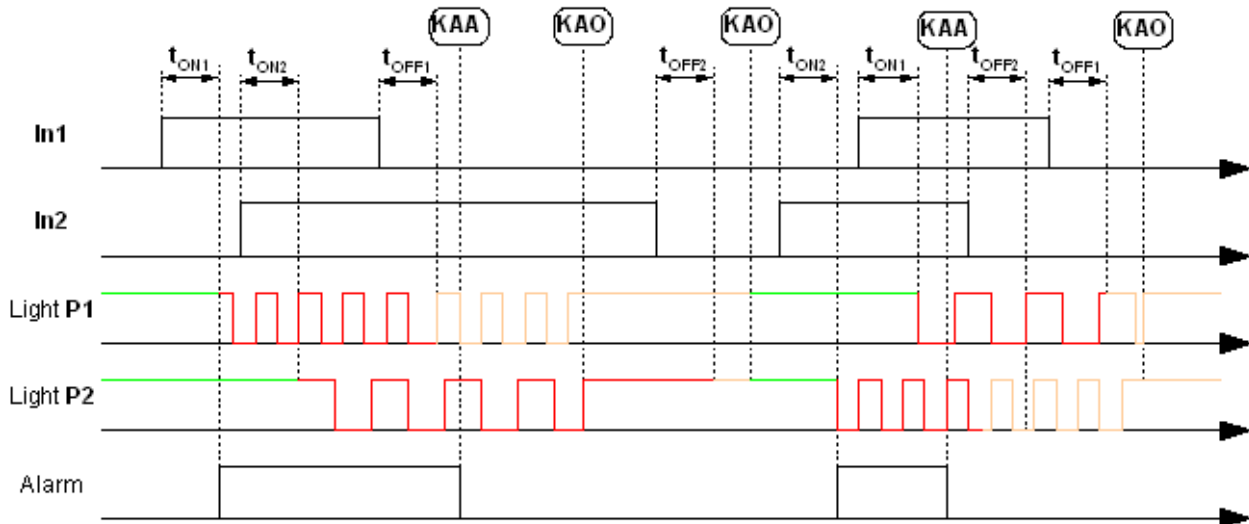 KAA KAO KAO KAA KAO
tON1 tON2 tOFF1 tOFF2 tON2 tON1 tOFF2 tOFF1
In1
In2
Light P1
Light P2
Alarm